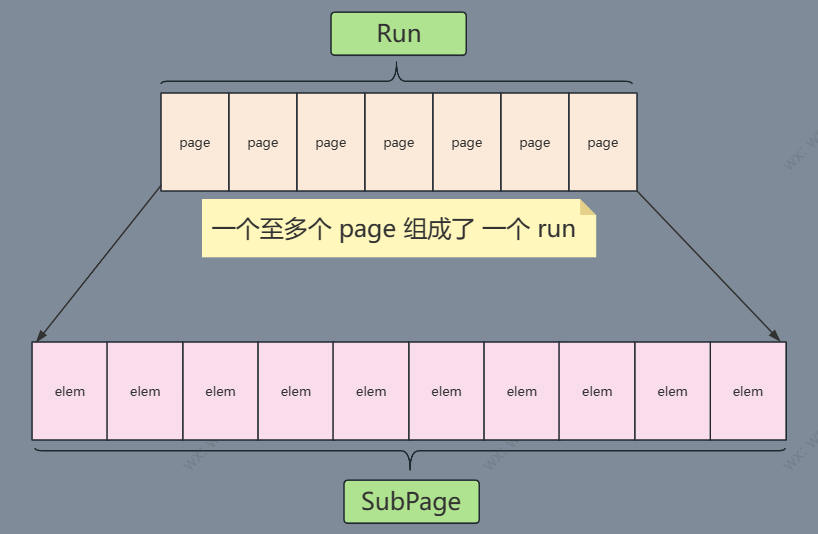 Run
page page page page page page page
一个至多个 page 组成了 一个 run
elem elem elem elem elem elem elem elem elem elem
SubPage